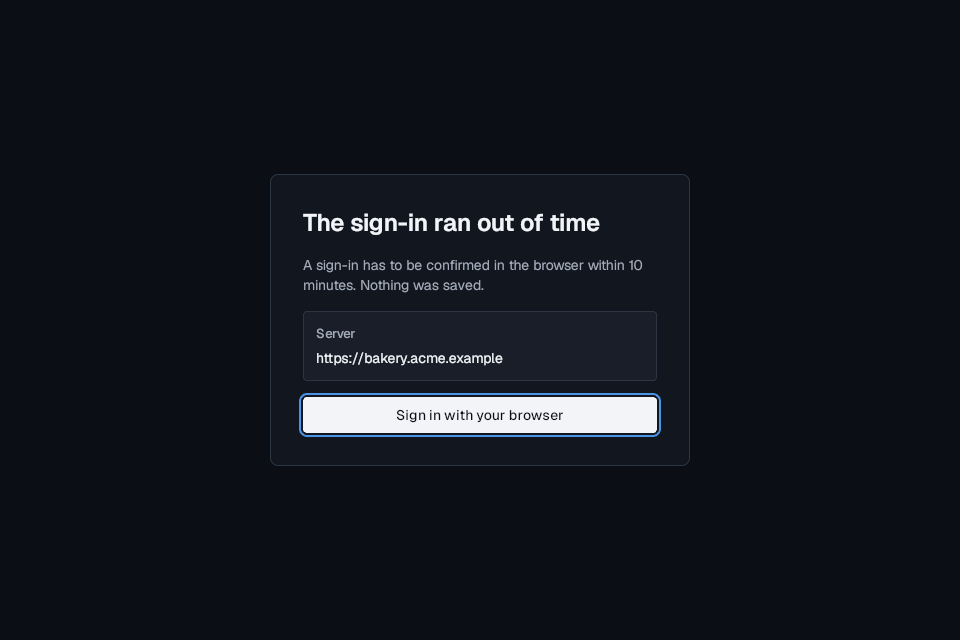 The sign-in ran out of time
A sign-in has to be confirmed in the browser within 10
minutes. Nothing was saved.
Server
https://bakery.acme.example
Sign in with your browser